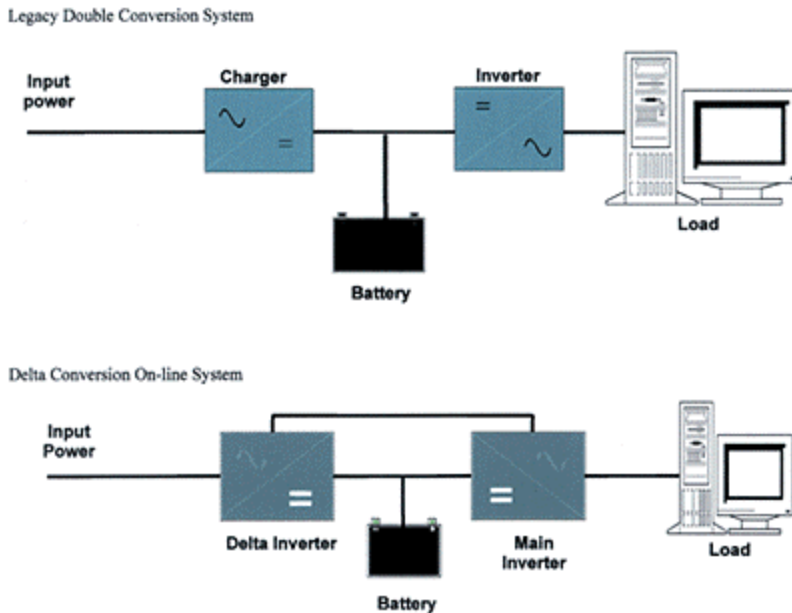 Legacy Double Conversion System
Charger
Inverter
Input
power
Load
Battery
Delta Conversion On-line System
Input
Power
Delta Inverter
Main
Inverter
Load
Battery